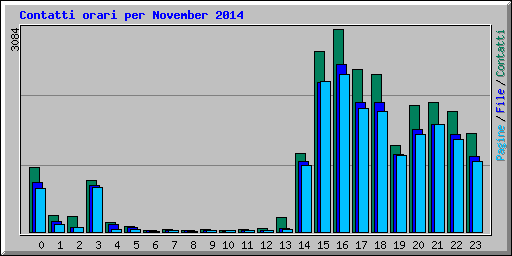 Contatti orari per November 2014
3084
Pagine / File / Contatti
0 1 2 3 4 5 6 7 8 9 10 11 12 13 14 15 16 17 18 19 20 21 22 23